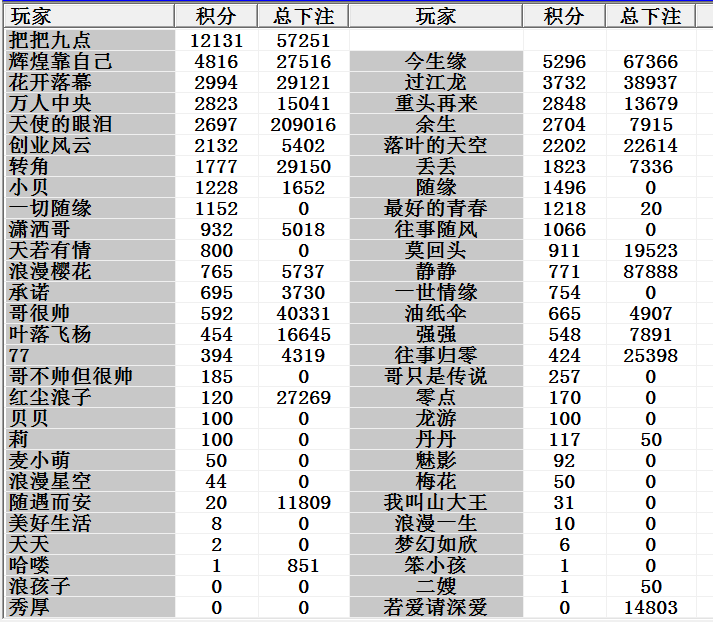 玩家 积分 总下注 玩家 积分 总下注
把把九点 12131 57251
辉煌靠自己 4816 27516 今生缘 5296 67366
花开落幕 2994 29121 过江龙 3732 38937
万人中央 2823 15041 重头再来 2848 13679
天使的眼泪 2697 209016 余生 2704 7915
创业风云 2132 5402 落叶的天空 2202 22614
转角 1777 29150 丢丢 1823 7336
小贝 1228 1652 随缘 1496 0
一切随缘 1152 0 最好的青春 1218 20
潇洒哥 932 5018 往事随风 1066 0
天若有情 800 0 莫回头 911 19523
浪漫樱花 765 5737 静静 771 87888
承诺 695 3730 一世情缘 754 0
哥很帅 592 40331 油纸伞 665 4907
叶落飞杨 454 16645 强强 548 7891
77 394 4319 往事归零 424 25398
哥不帅但很帅 185 0 哥只是传说 257 0
红尘浪子 120 27269 零点 170 0
贝贝 100 0 龙游 100 0
莉 100 0 丹丹 117 50
麦小萌 50 0 魅影 92 0
浪漫星空 44 0 梅花 50 0
随遇而安 20 11809 我叫山大王 31 0
美好生活 8 0 浪漫一生 10 0
天天 2 0 梦幻如欣 6 0
哈喽 1 851 笨小孩 1 0
浪孩子 0 0 二嫂 1 50
秀厚 0 0 若爱请深爱 0 14803